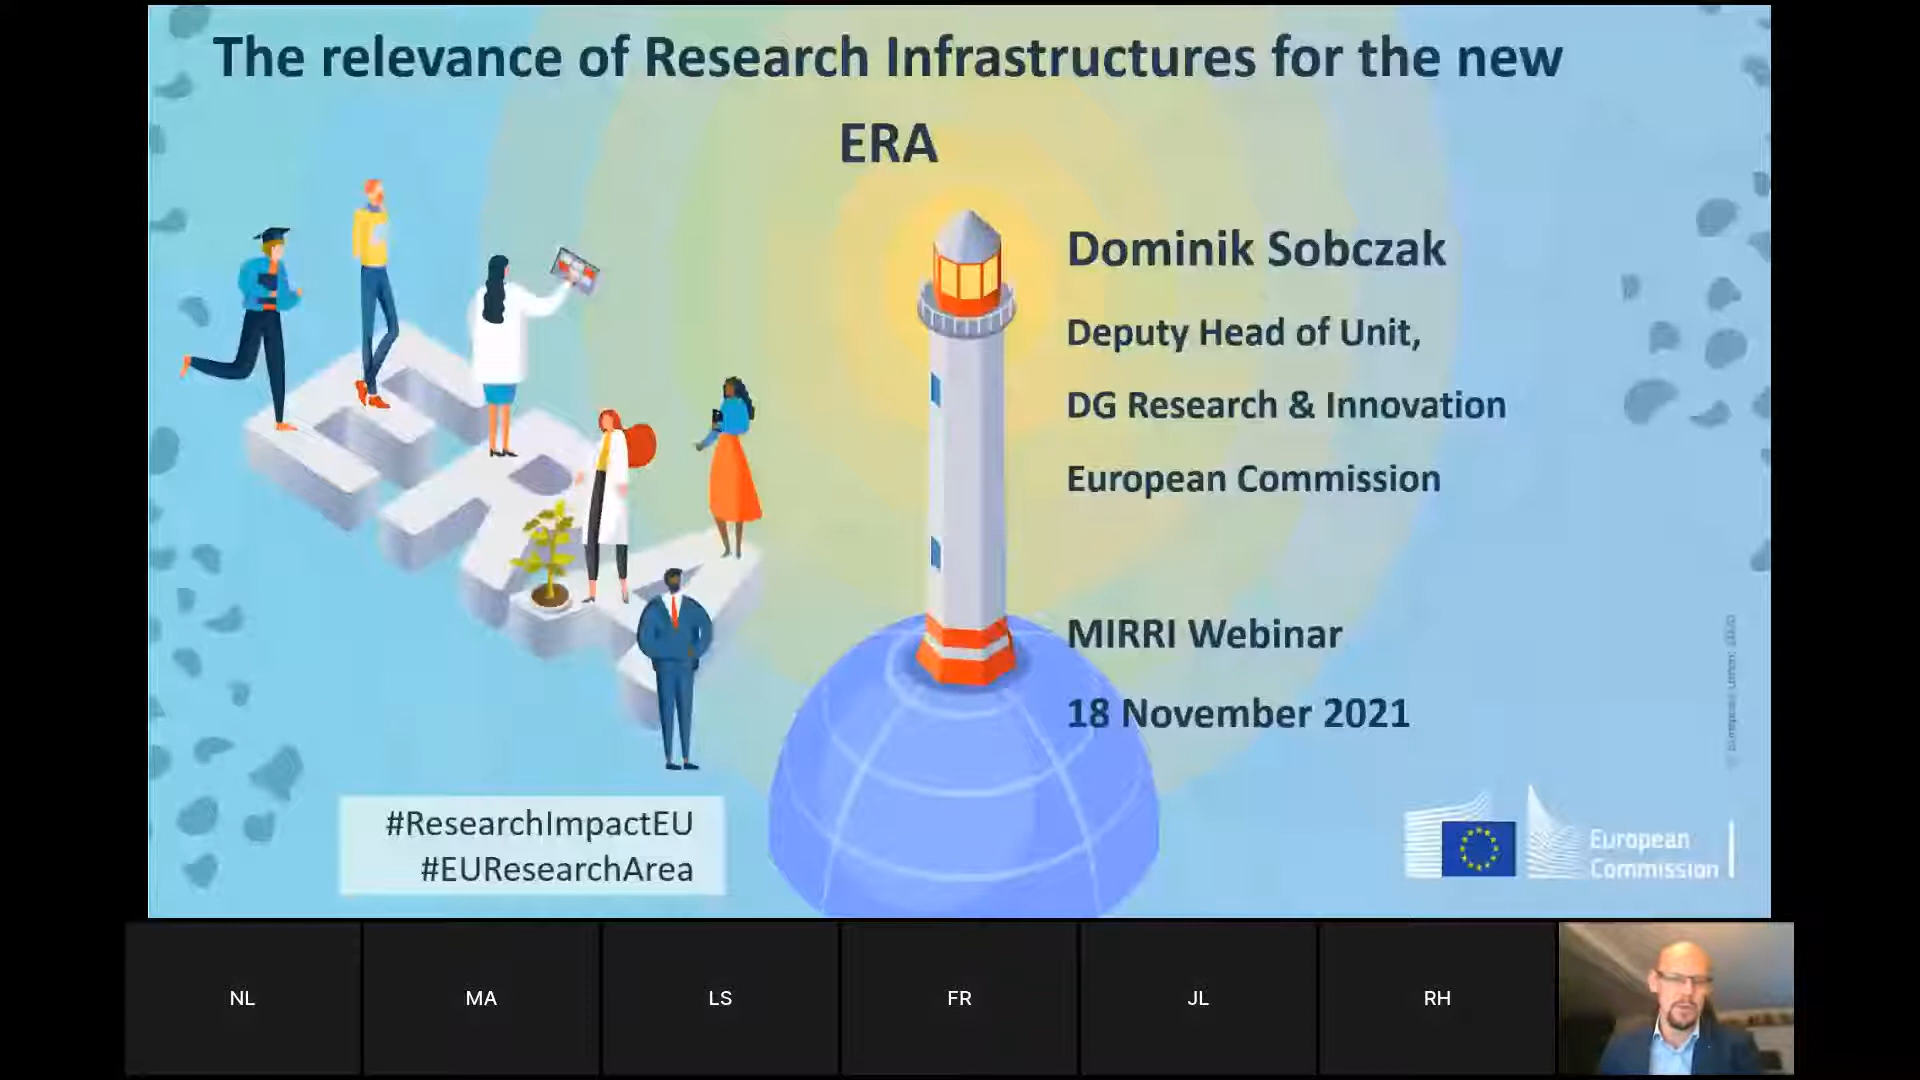 The relevance of Research Infrastructures for the new
ERA
Dominik Sobczak
Deputy Head of Unit,
DG Research & Innovation
European Commission
MIRRI Webinar
18 November 2021
#ResearchImpactEU
#EUResearchArea
European
Commission
NL
MA
LS
FR
JL
RH